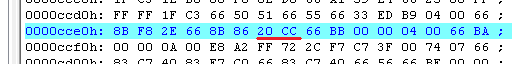 0000ccd0h: FF FF 1F C3 66 50 51 66 55 66 33 ED B9 04 00 66 ;
0000cce0h: 8B F8 2E 66 8B 86 20 CC 66 BB 00 00 04 00 66 BA ;
0000ccf0h: 00 00 0A 00 E8 A2 FF 72 2C F7 C7 3F 00 74 07 66 ;